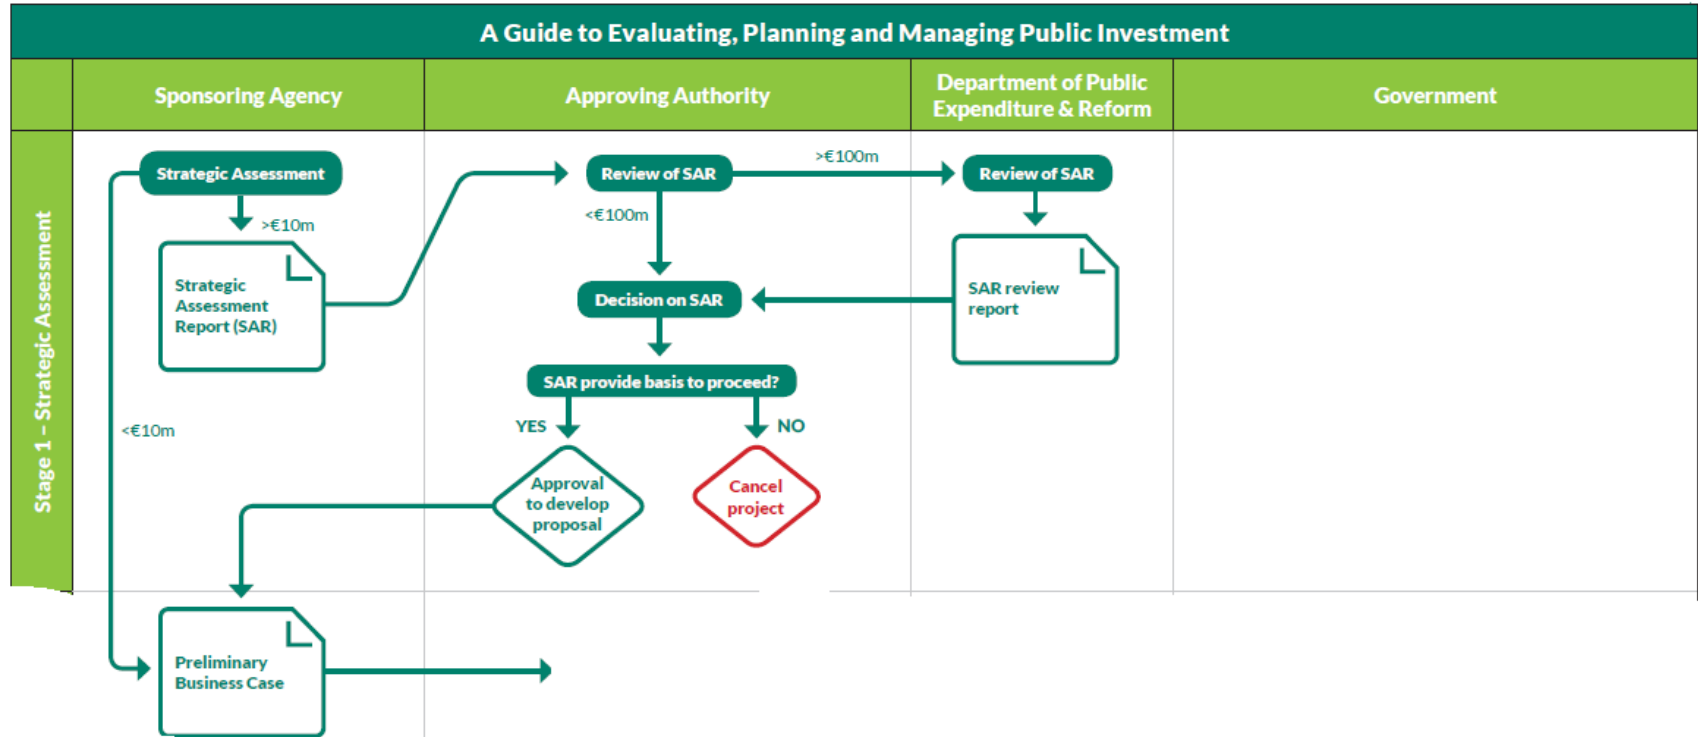 A Guide to Evaluating, Planning and Managing Public Investment
Sponsoring Agency
Approving Authority
Department of Public
Expenditure & Reform
Government
Stage 1 – Strategic Assessment
Strategic Assessment
>€10m
Strategic
Assessment
Report (SAR)
<€10m
Review of SAR
>€100m
<€100m
Review of SAR
SAR review
report
Decision on SAR
SAR provide basis to proceed?
YES
NO
Approval
to develop
proposal
Cancel
project
Preliminary
Business Case